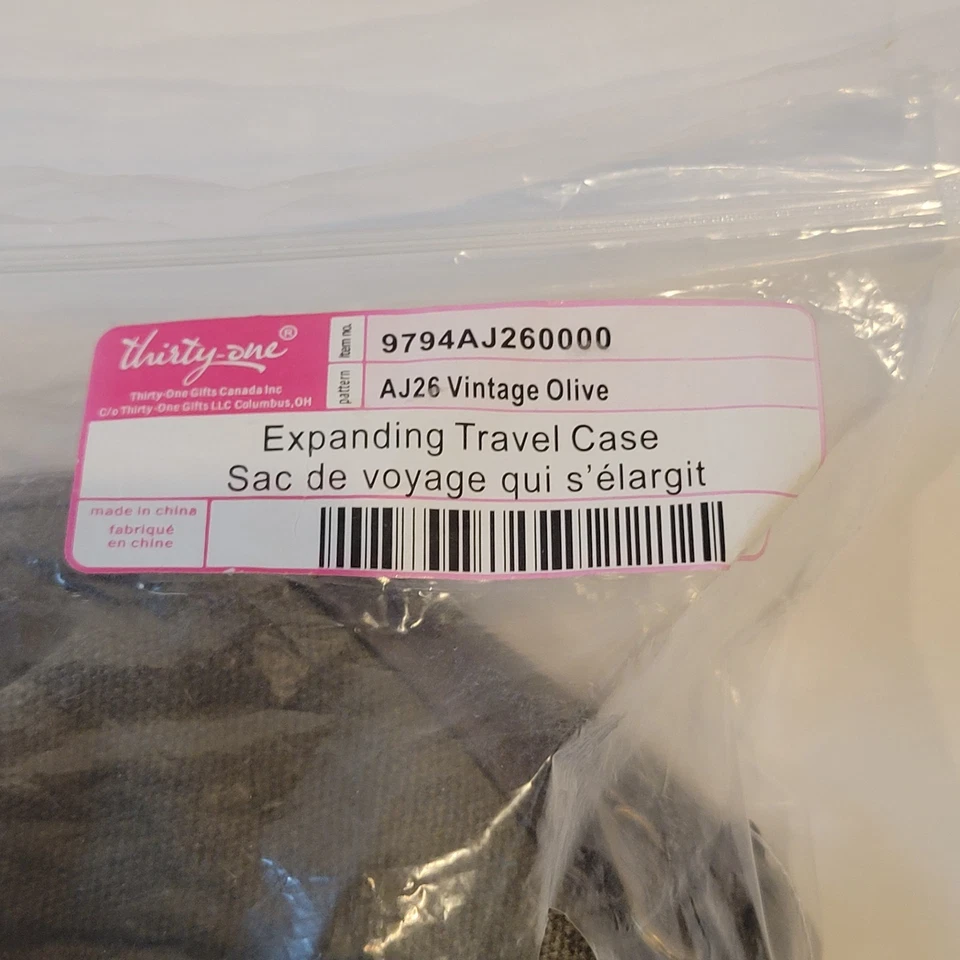 thirty-one®
Thirty-One Gifts Canada Inc
C/o Thirty-One Gifts LLC Columbus,OH
item no.
9794AJ260000
pattern
AJ26 Vintage Olive
Expanding Travel Case
Sac de voyage qui s'élargit
made in china
fabriqué
en chine